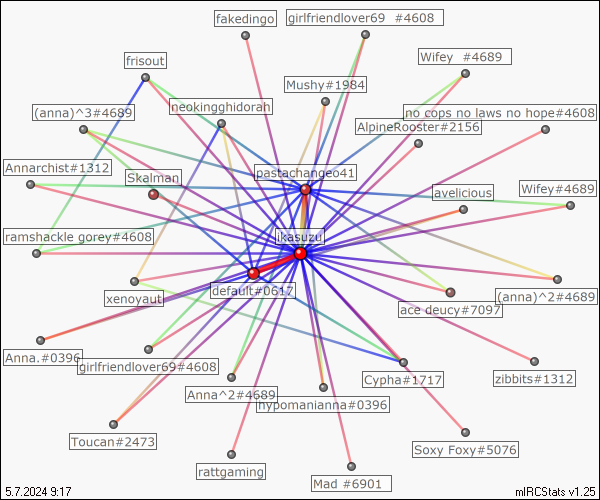 fakedingo
girlfriendlover69 #4608
frisout
Wifey #4689
Mushy#1984
neokingghidorah
(anna)^3#4689
no cops no laws no hope#4608
AlpineRooster#2156
Annarchist#1312
Skalman
pastachangeo41
avelicious
Wifey#4689
ramshackle gorey#4608
ikasuzu
default#0617
xenoyaut
(anna)^2#4689
ace deucy#7097
Anna.#0396
girlfriendlover69#4608
Cypha#1717
zibbits#1312
Anna^2#4689
hypomanianna#0396
Toucan#2473
Soxy Foxy#5076
rattgaming
Mad #6901
5.7.2024 9:17
mIRCStats v1.25